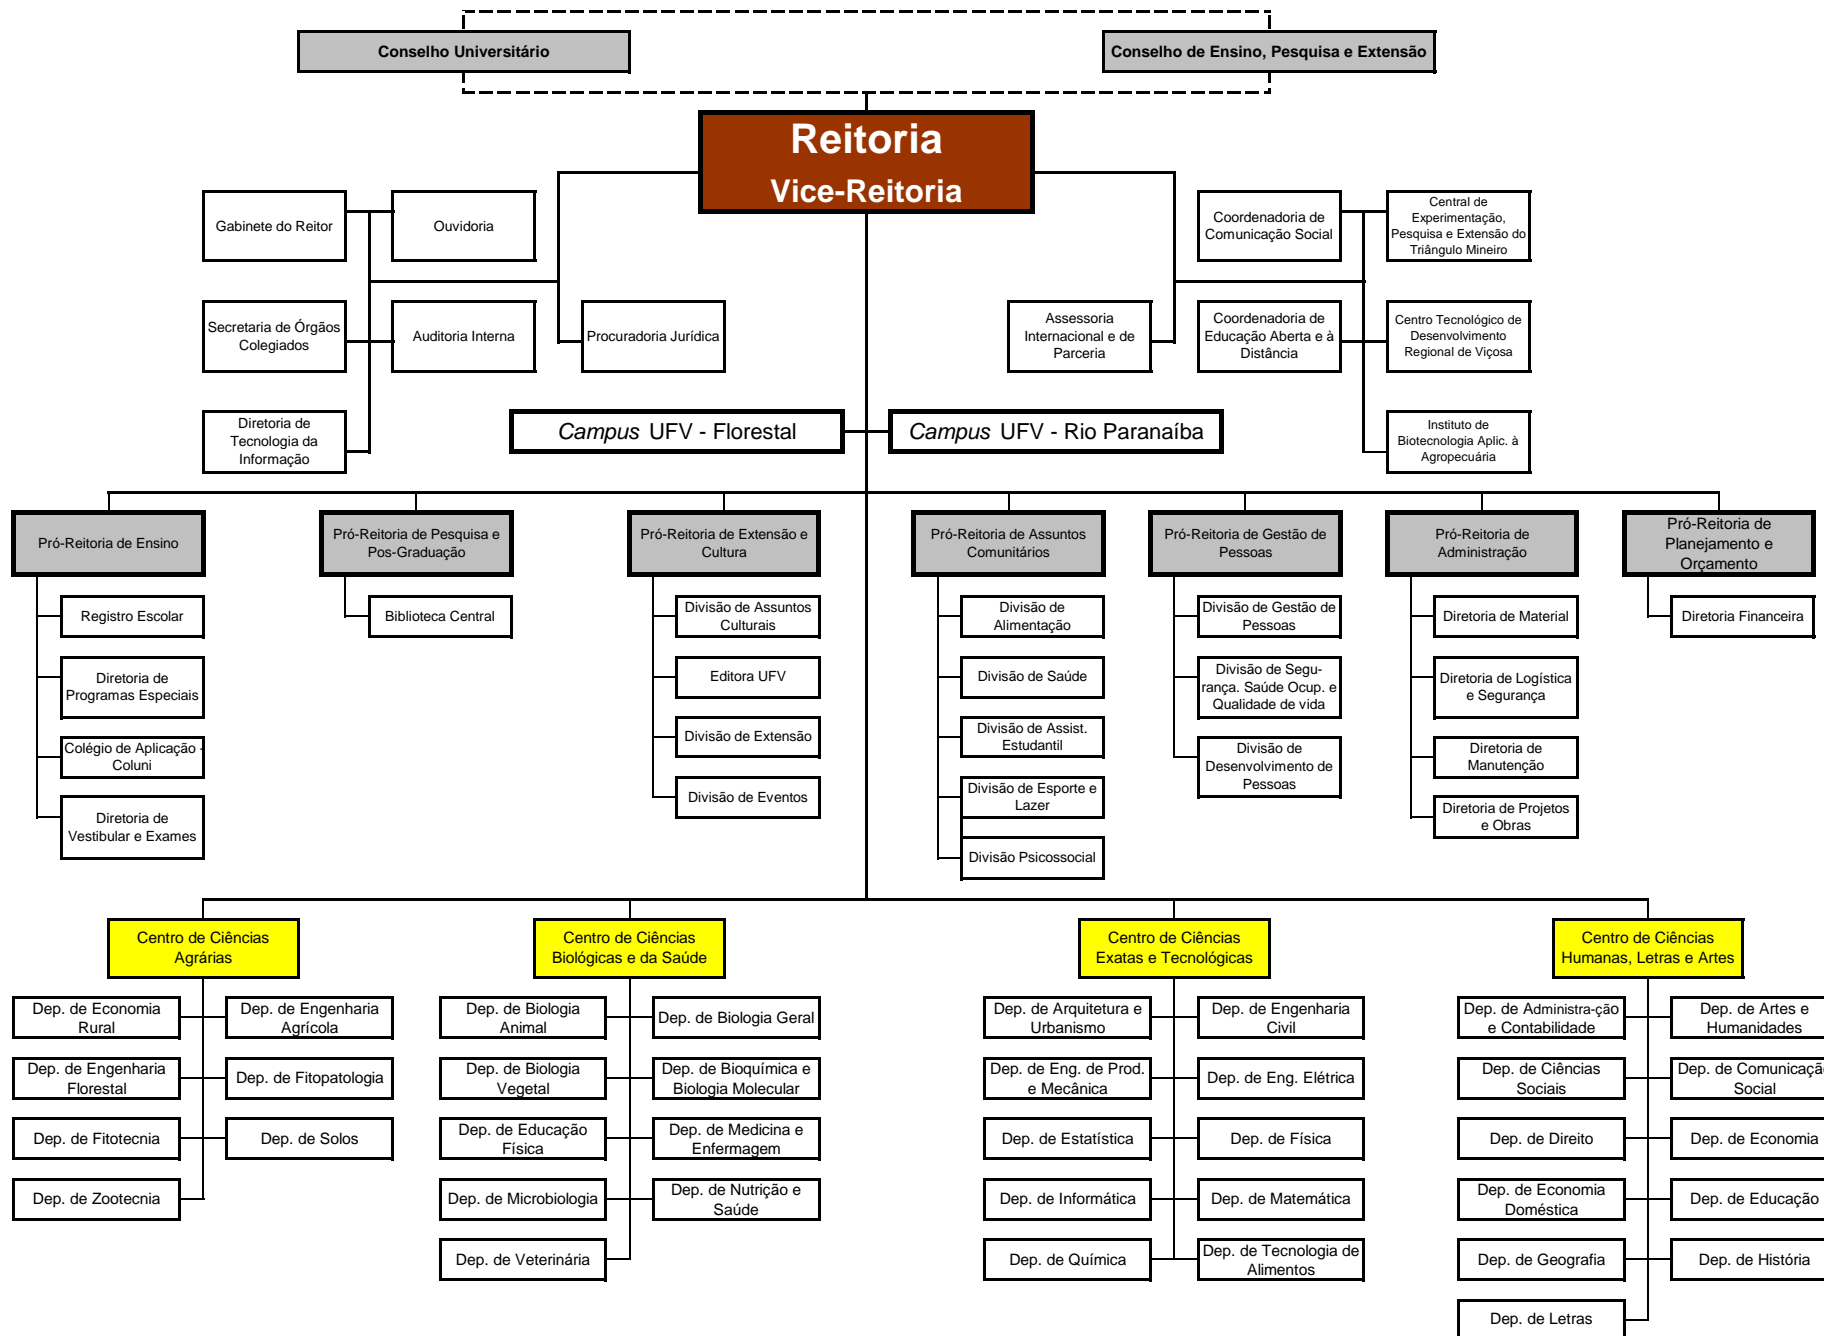 Conselho Universitário
Conselho de Ensino, Pesquisa e Extensão
Reitoria
Vice-Reitoria
Gabinete do Reitor
Ouvidoria
Coordenadoria de
Comunicação Social
Central de
Experimentação,
Pesquisa e Extensão do
Triângulo Mineiro
Secretaria de Órgãos
Colegiados
Auditoria Interna
Procuradoria Jurídica
Assessoria
Internacional e de
Parceria
Coordenadoria de
Educação Aberta e à
Distância
Centro Tecnológico de
Desenvolvimento
Regional de Viçosa
Diretoria de
Tecnologia da
Informação
Campus UFV - Florestal
Campus UFV - Rio Paranaíba
Instituto de
Biotecnologia Aplic. à
Agropecuária
Pró-Reitoria de Ensino
Pró-Reitoria de Pesquisa e
Pos-Graduação
Pró-Reitoria de Extensão e
Cultura
Pró-Reitoria de Assuntos
Comunitários
Pró-Reitoria de Gestão de
Pessoas
Pró-Reitoria de
Administração
Pró-Reitoria de
Planejamento e
Orçamento
Registro Escolar
Biblioteca Central
Divisão de Assuntos
Culturais
Divisão de
Alimentação
Divisão de Gestão de
Pessoas
Diretoria de Material
Diretoria Financeira
Diretoria de
Programas Especiais
Editora UFV
Divisão de Saúde
Divisão de Segu-
rança. Saúde Ocup. e
Qualidade de vida
Diretoria de Logística
e Segurança
Colégio de Aplicação -
Coluni
Divisão de Extensão
Divisão de Assist.
Estudantil
Divisão de
Desenvolvimento de
Pessoas
Diretoria de
Manutenção
Diretoria de
Vestibular e Exames
Divisão de Eventos
Divisão de Esporte e
Lazer
Diretoria de Projetos
e Obras
Divisão Psicossocial
Centro de Ciências
Agrárias
Centro de Ciências
Biológicas e da Saúde
Centro de Ciências
Exatas e Tecnológicas
Centro de Ciências
Humanas, Letras e Artes
Dep. de Economia
Rural
Dep. de Engenharia
Agrícola
Dep. de Biologia
Animal
Dep. de Biologia Geral
Dep. de Arquitetura e
Urbanismo
Dep. de Engenharia
Civil
Dep. de Administra-ção
e Contabilidade
Dep. de Artes e
Humanidades
Dep. de Engenharia
Florestal
Dep. de Fitopatologia
Dep. de Biologia
Vegetal
Dep. de Bioquímica e
Biologia Molecular
Dep. de Eng. de Prod.
e Mecânica
Dep. de Eng. Elétrica
Dep. de Ciências
Sociais
Dep. de Comunicação
Social
Dep. de Fitotecnia
Dep. de Solos
Dep. de Educação
Física
Dep. de Medicina e
Enfermagem
Dep. de Estatística
Dep. de Física
Dep. de Direito
Dep. de Economia
Dep. de Zootecnia
Dep. de Microbiologia
Dep. de Nutrição e
Saúde
Dep. de Informática
Dep. de Matemática
Dep. de Economia
Doméstica
Dep. de Educação
Dep. de Veterinária
Dep. de Química
Dep. de Tecnologia de
Alimentos
Dep. de Geografia
Dep. de História
Dep. de Letras